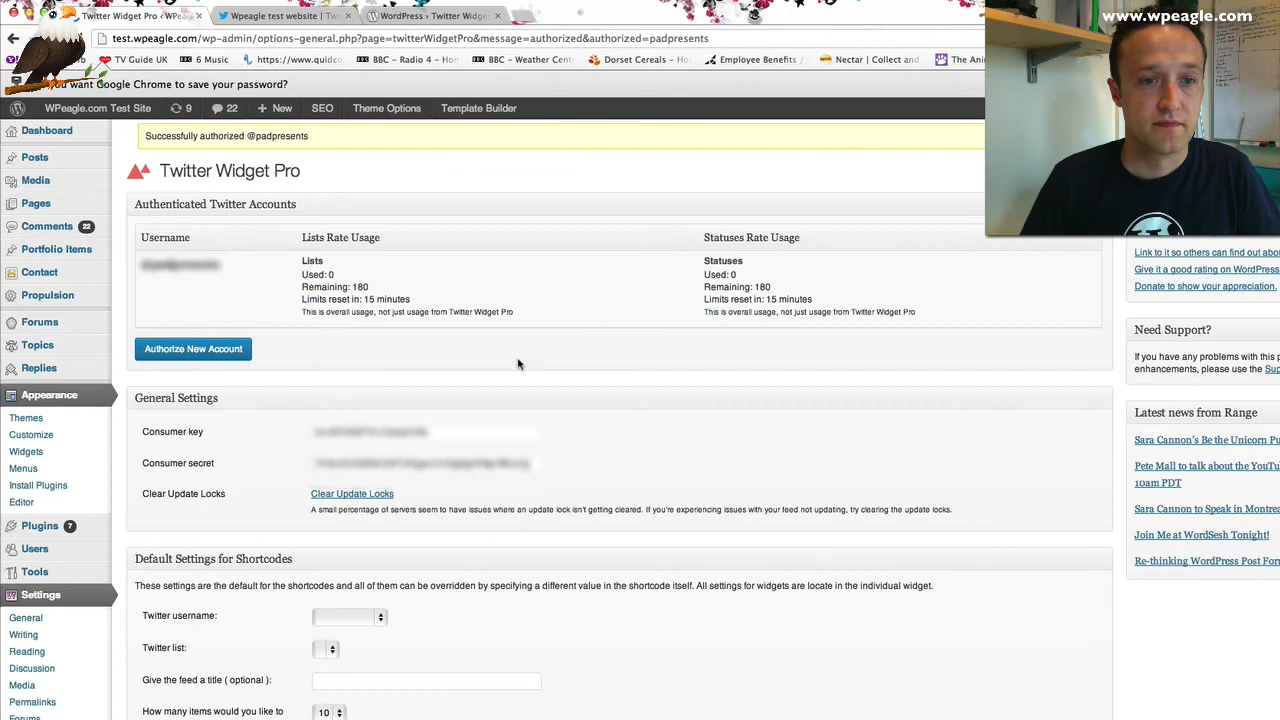 Twitter Widget Pro ‹ WPeagle
Wpeagle test website | Tw
WordPress › Twitter Widg
www.wpeagle.com
test.wpeagle.com/wp-admin/options-general.php?page=twitterWidgetPro&message=authorized&authorized=padpresents
TV Guide UK
6 Music
https://www.quidco
BBC - Radio 4 - Hom
BBC - Weather Cent
Dorset Cereals - Hom
Employee Benefits /
Nectar | Collect and
The Ani
you want Google Chrome to save your password?
WPeagle.com Test Site
9
22
+ New
SEO
Theme Options
Template Builder
Dashboard
Posts
Media
Pages
Comments 22
Portfolio Items
Contact
Propulsion
Forums
Topics
Replies
Appearance
Themes
Customize
Widgets
Menus
Install Plugins
Editor
Plugins 7
Users
Tools
Settings
General
Writing
Reading
Discussion
Media
Permalinks
Forums
Successfully authorized @padpresents
Twitter Widget Pro
Authenticated Twitter Accounts
Username
Lists Rate Usage
Statuses Rate Usage
Lists
Used: 0
Remaining: 180
Limits reset in: 15 minutes
This is overall usage, not just usage from Twitter Widget Pro
Statuses
Used: 0
Remaining: 180
Limits reset in: 15 minutes
This is overall usage, not just usage from Twitter Widget Pro
Authorize New Account
General Settings
Consumer key
Consumer secret
Clear Update Locks
Clear Update Locks
A small percentage of servers seem to have issues where an update lock isn't getting cleared. If you're experiencing issues with your feed not updating, try clearing the update locks.
Default Settings for Shortcodes
These settings are the default for the shortcodes and all of them can be overridden by specifying a different value in the shortcode itself. All settings for widgets are locate in the individual widget.
Twitter username:
Twitter list:
Give the feed a title ( optional ):
How many items would you like to
10
Link to it so others can find out abou
Give it a good rating on WordPress
Donate to show your appreciation.
Need Support?
If you have any problems with this p
enhancements, please use the Sup
Latest news from Range
Sara Cannon's Be the Unicorn Pu
Pete Mall to talk about the YouTu
10am PDT
Sara Cannon to Speak in Montrea
Join Me at WordSesh Tonight!
Re-thinking WordPress Post Form